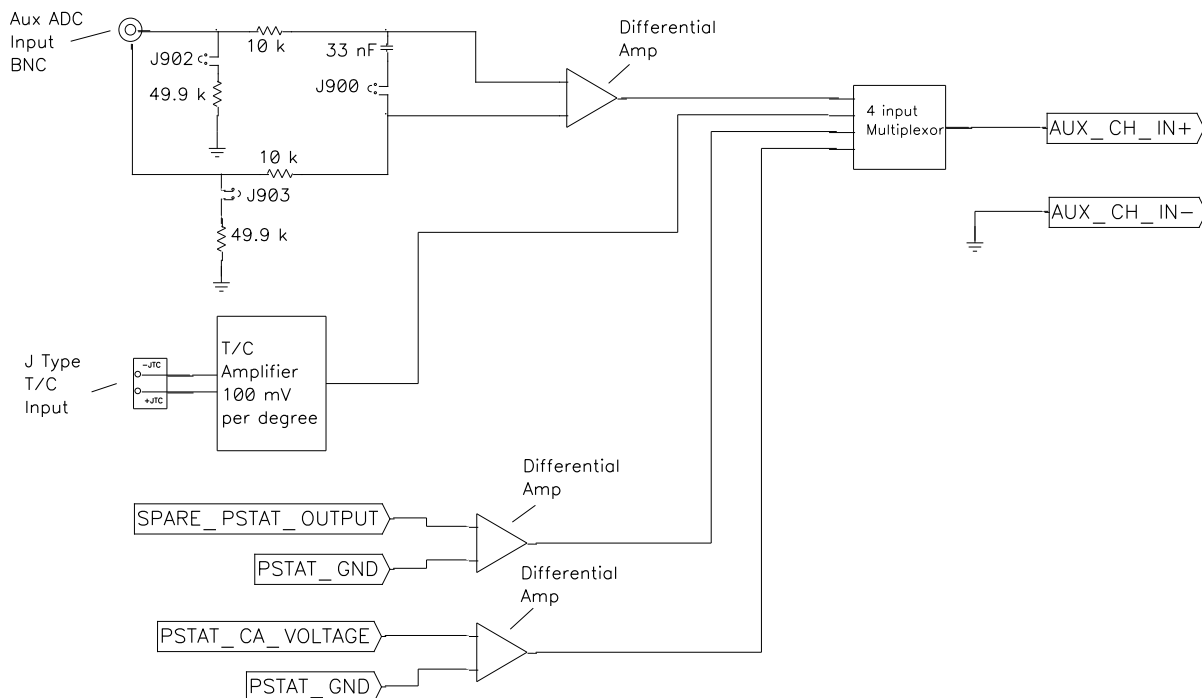 Aux ADC
Input
BNC
10 k
J902
49.9 k
33 nF
J900
Differential
Amp
4 input
Multiplexor
AUX_CH_IN+
10 k
J903
49.9 k
AUX_CH_IN-
J Type
T/C
Input
-JTC
+JTC
T/C
Amplifier
100 mV
per degree
Differential
Amp
SPARE_PSTAT_OUTPUT
PSTAT_GND
Differential
Amp
PSTAT_CA_VOLTAGE
PSTAT_GND